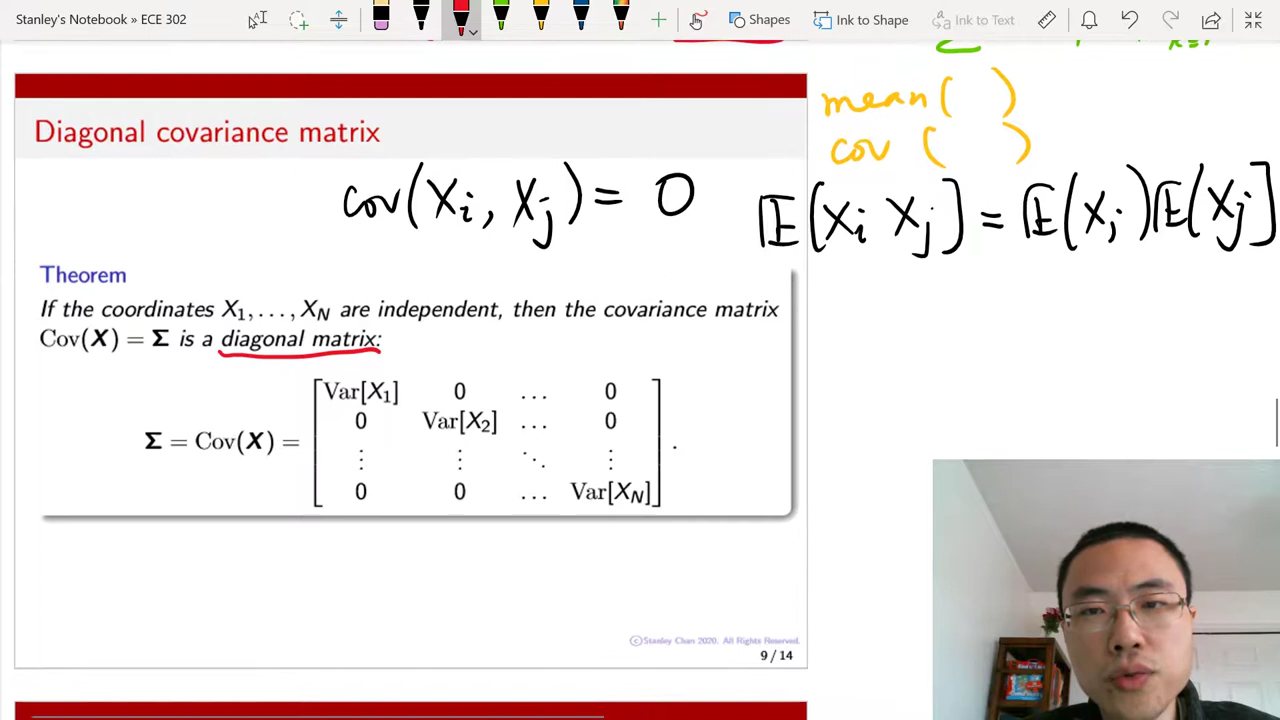 Stanley's Notebook » ECE 302
Shapes
Ink to Shape
Ink to Text
mean ( )
cov ( )
Diagonal covariance matrix
cov(Xi, Xj) = 0
𝔼[Xi Xj] = 𝔼[Xi] 𝔼[Xj]
Theorem
If the coordinates X₁, . . . , X_N are independent, then the covariance matrix
Cov(X) = Σ is a diagonal matrix:
Σ = Cov(X) =
Var[X₁] 0 … 0
0 Var[X₂] … 0
⋮ ⋮ ⋱ ⋮
0 0 … Var[X_N]
.
©Stanley Chan 2020. All Rights Reserved.
9 / 14